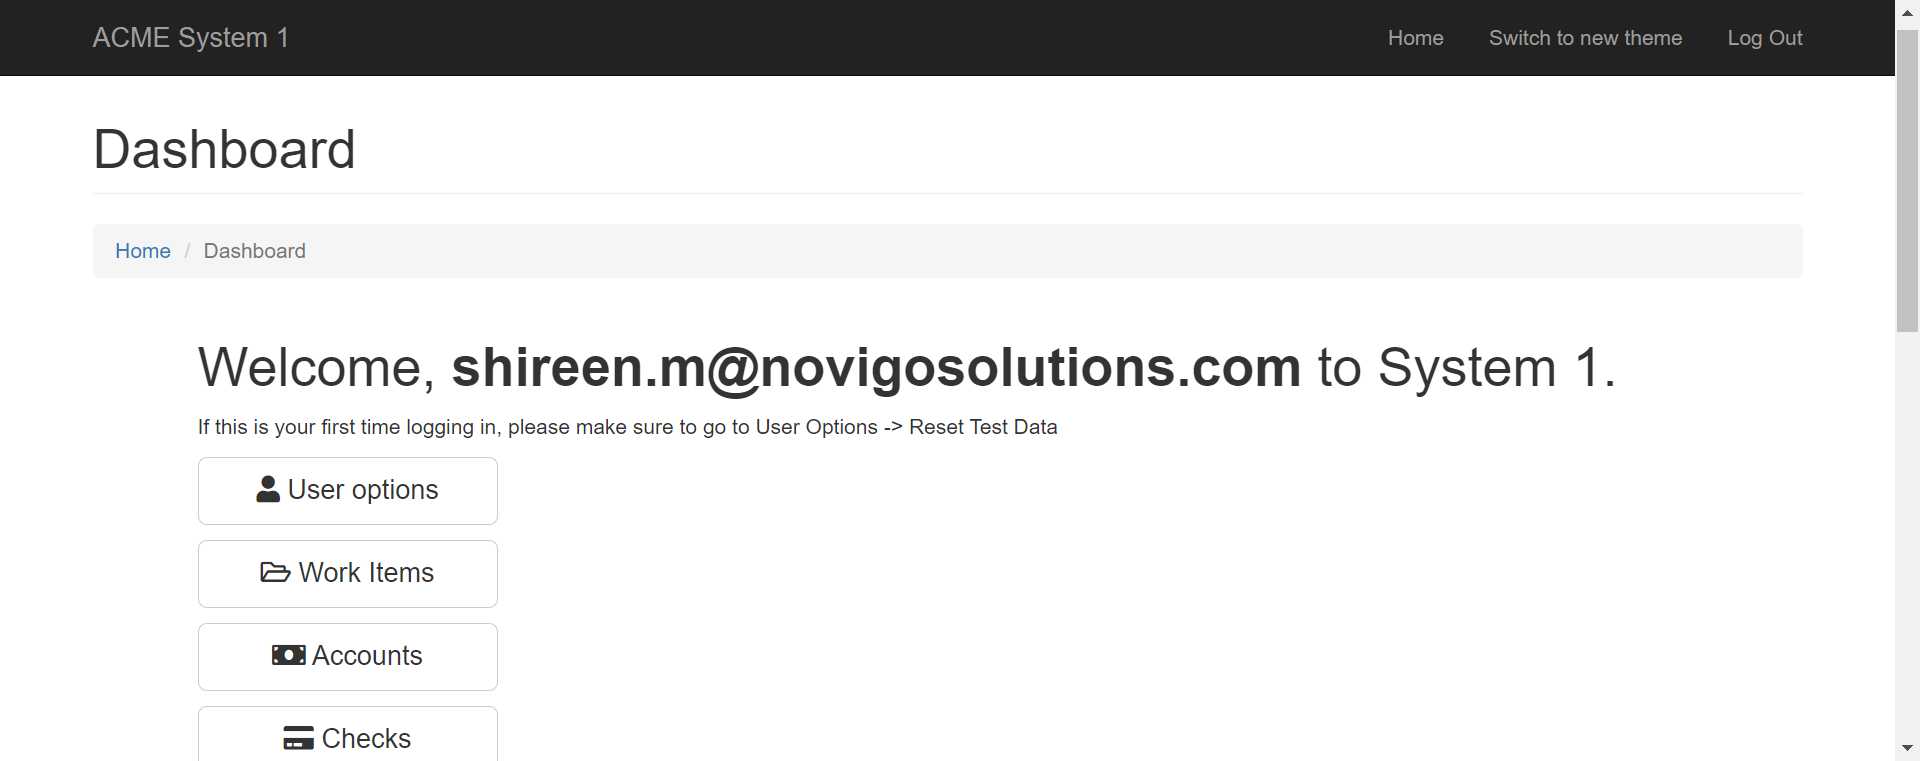 ACME System 1
Home
Switch to new theme
Log Out
Dashboard
Home / Dashboard
Welcome, shireen.m@novigosolutions.com to System 1.
If this is your first time logging in, please make sure to go to User Options -> Reset Test Data
User options
Work Items
Accounts
Checks